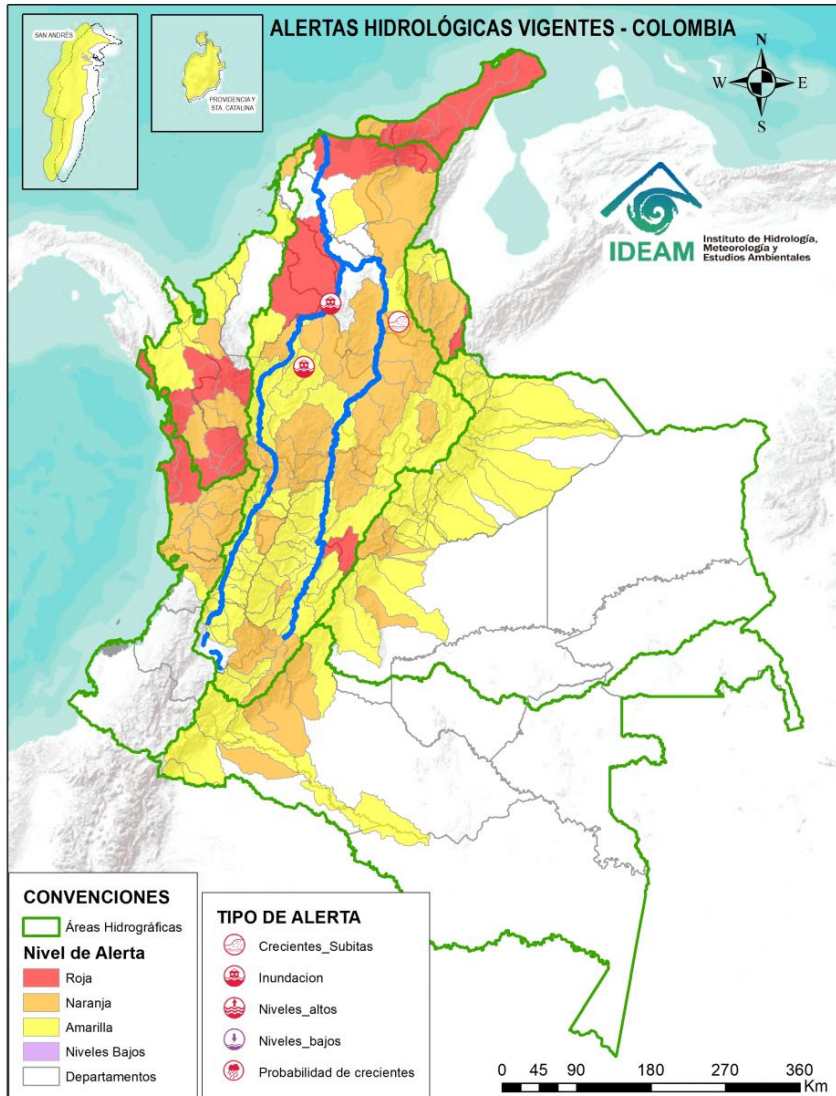 ALERTAS HIDROLÓGICAS VIGENTES - COLOMBIA
SAN ANDRÉS
PROVIDENCIA Y
STA. CATALINA
N
W
E
S
IDEAM
Instituto de Hidrología,
Meteorología y
Estudios Ambientales
CONVENCIONES
Áreas Hidrográficas
Nivel de Alerta
Roja
Naranja
Amarilla
Niveles Bajos
Departamentos
TIPO DE ALERTA
Crecientes_Subitas
Inundacion
Niveles_altos
Niveles_bajos
Probabilidad de crecientes
0 45 90 180 270 360
Km